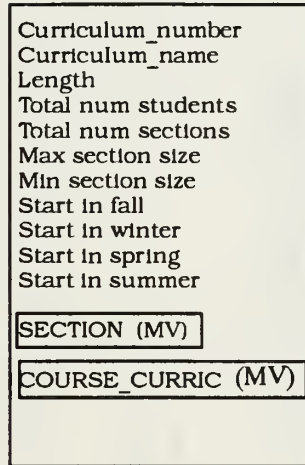 Curriculum_number
Curriculum_name
Length
Total num students
Total num sections
Max section size
Min section size
Start in fall
Start in winter
Start in spring
Start in summer
SECTION (MV)
COURSE_CURRIC (MV)